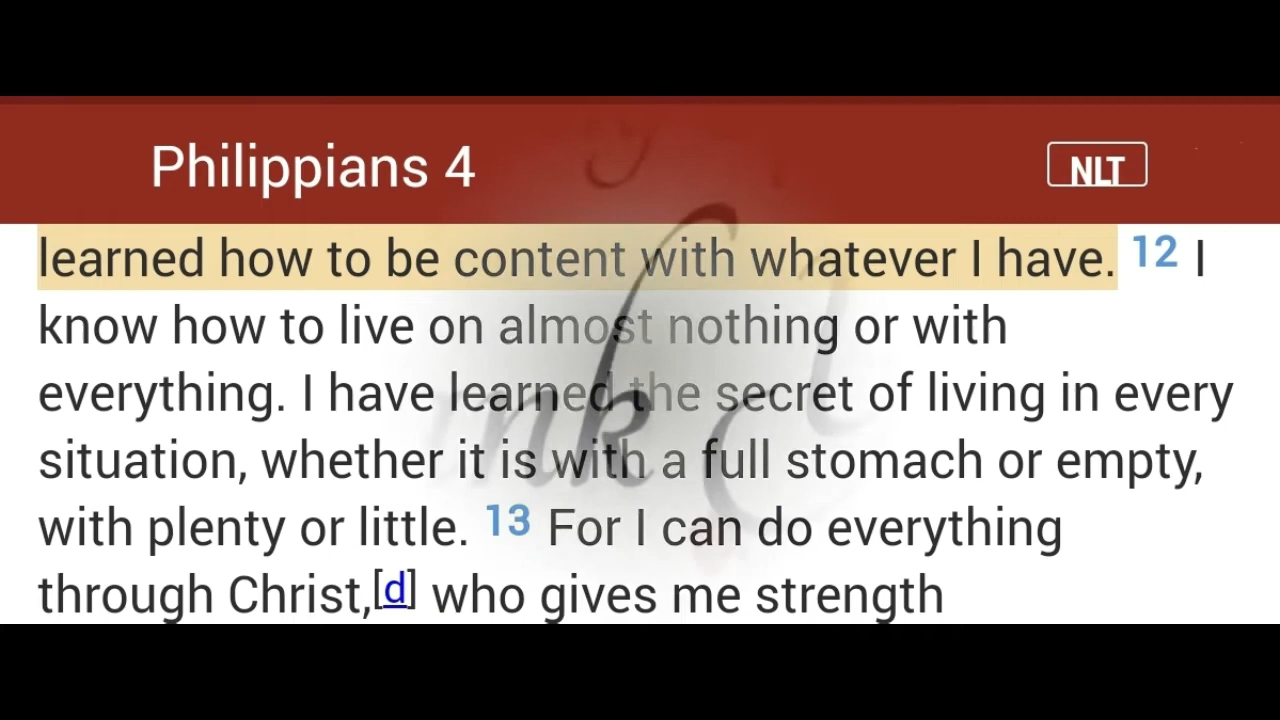 Philippians 4 NLT
learned how to be content with whatever I have. 12 I
know how to live on almost nothing or with
everything. I have learned the secret of living in every
situation, whether it is with a full stomach or empty,
with plenty or little. 13 For I can do everything
through Christ,[d] who gives me strength